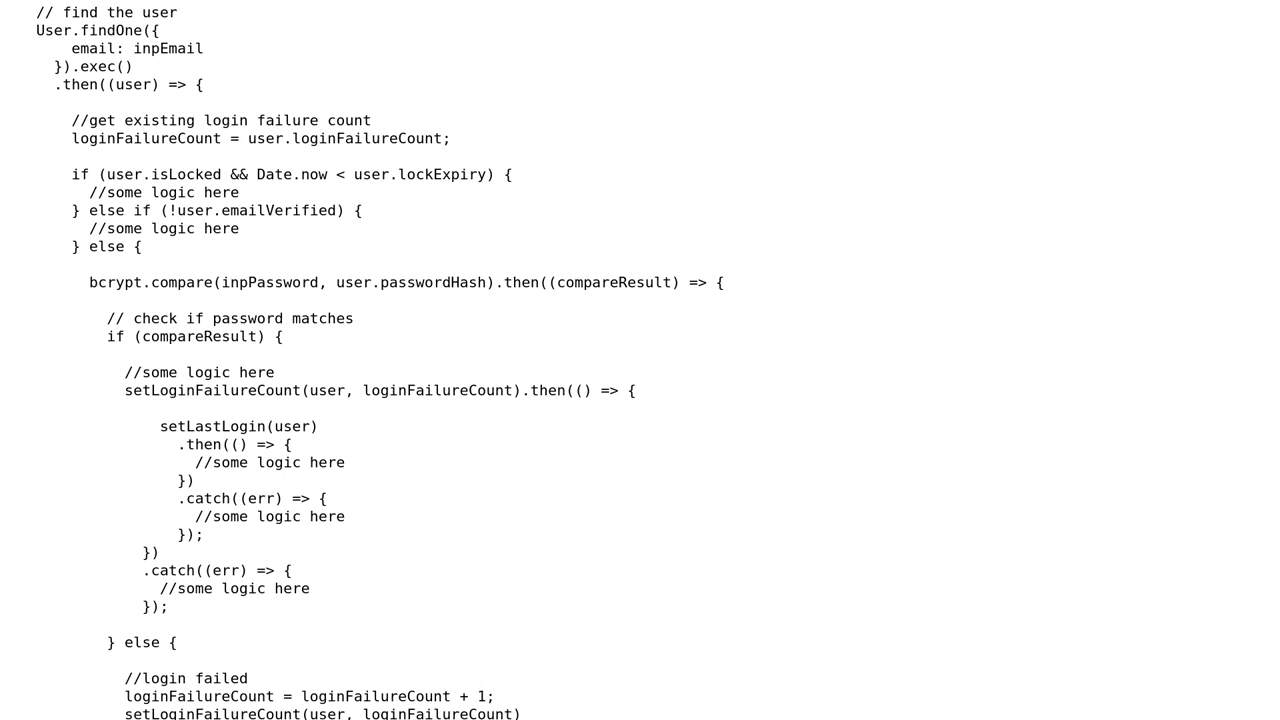 // find the user
User.findOne({
email: inpEmail
}).exec()
.then((user) => {
//get existing login failure count
loginFailureCount = user.loginFailureCount;
if (user.isLocked && Date.now < user.lockExpiry) {
//some logic here
} else if (!user.emailVerified) {
//some logic here
} else {
bcrypt.compare(inpPassword, user.passwordHash).then((compareResult) => {
// check if password matches
if (compareResult) {
//some logic here
setLoginFailureCount(user, loginFailureCount).then(() => {
setLastLogin(user)
.then(() => {
//some logic here
})
.catch((err) => {
//some logic here
});
})
.catch((err) => {
//some logic here
});
} else {
//login failed
loginFailureCount = loginFailureCount + 1;
setLoginFailureCount(user, loginFailureCount)